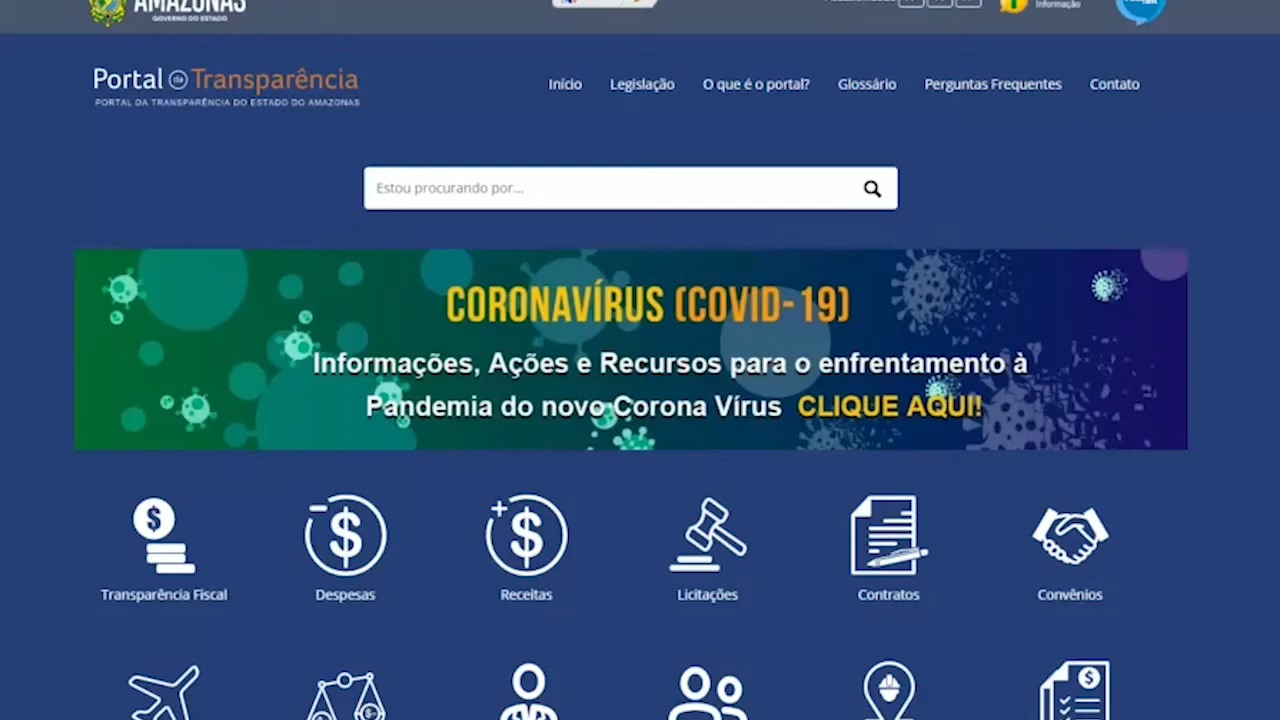 AMAZONAS
GOVERNO DO ESTADO
Informação
Portal da Transparência
PORTAL DA TRANSPARÊNCIA DO ESTADO DO AMAZONAS
Início Legislação O que é o portal? Glossário Perguntas Frequentes Contato
Estou procurando por...
CORONAVÍRUS (COVID-19)
Informações, Ações e Recursos para o enfrentamento à
Pandemia do novo Corona Vírus CLIQUE AQUI!
Transparência Fiscal Despesas Receitas Licitações Contratos Convênios